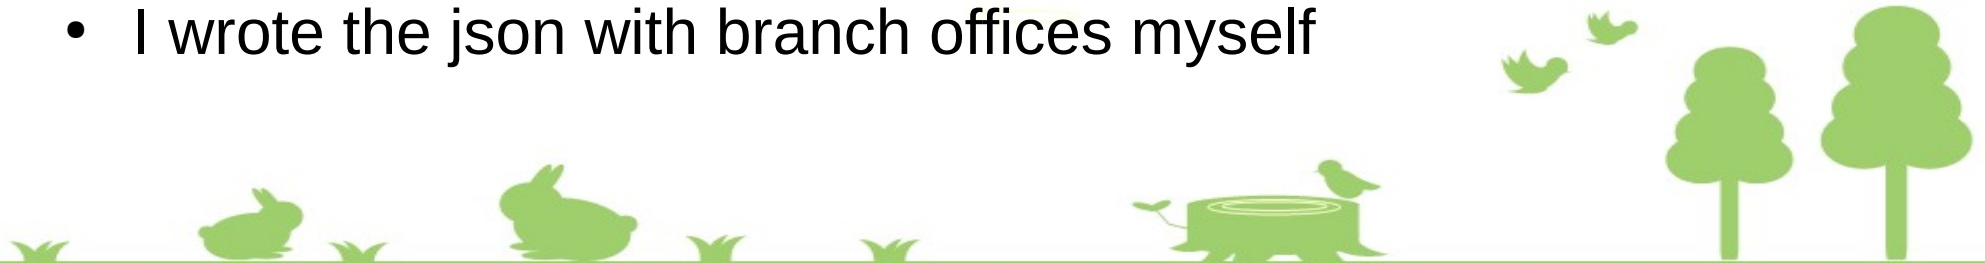 • I wrote the json with branch offices myself